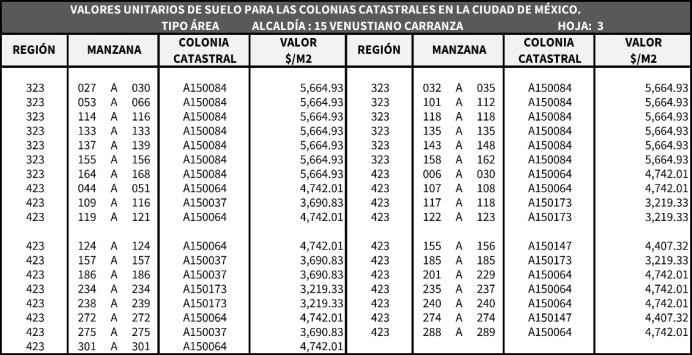 VALORES UNITARIOS DE SUELO PARA LAS COLONIAS CATASTRALES EN LA CIUDAD DE MÉXICO.
TIPO ÁREA ALCALDÍA : 15 VENUSTIANO CARRANZA HOJA: 3
REGIÓN MANZANA COLONIA CATASTRAL VALOR $/M2 REGIÓN MANZANA COLONIA CATASTRAL VALOR $/M2
323 027 A 030 A150084 5,664.93 323 032 A 035 A150084 5,664.93
323 053 A 066 A150084 5,664.93 323 101 A 112 A150084 5,664.93
323 114 A 116 A150084 5,664.93 323 118 A 118 A150084 5,664.93
323 133 A 133 A150084 5,664.93 323 135 A 135 A150084 5,664.93
323 137 A 139 A150084 5,664.93 323 143 A 148 A150084 5,664.93
323 155 A 156 A150084 5,664.93 323 158 A 162 A150084 5,664.93
323 164 A 168 A150084 5,664.93 423 006 A 030 A150064 4,742.01
423 044 A 051 A150064 4,742.01 423 107 A 108 A150064 4,742.01
423 109 A 116 A150037 3,690.83 423 117 A 118 A150173 3,219.33
423 119 A 121 A150064 4,742.01 423 122 A 123 A150173 3,219.33
423 124 A 124 A150064 4,742.01 423 155 A 156 A150147 4,407.32
423 157 A 157 A150037 3,690.83 423 185 A 185 A150173 3,219.33
423 186 A 186 A150037 3,690.83 423 201 A 229 A150064 4,742.01
423 234 A 234 A150173 3,219.33 423 235 A 237 A150064 4,742.01
423 238 A 239 A150173 3,219.33 423 240 A 240 A150064 4,742.01
423 272 A 272 A150064 4,742.01 423 274 A 274 A150147 4,407.32
423 275 A 275 A150037 3,690.83 423 288 A 289 A150064 4,742.01
423 301 A 301 A150064 4,742.01